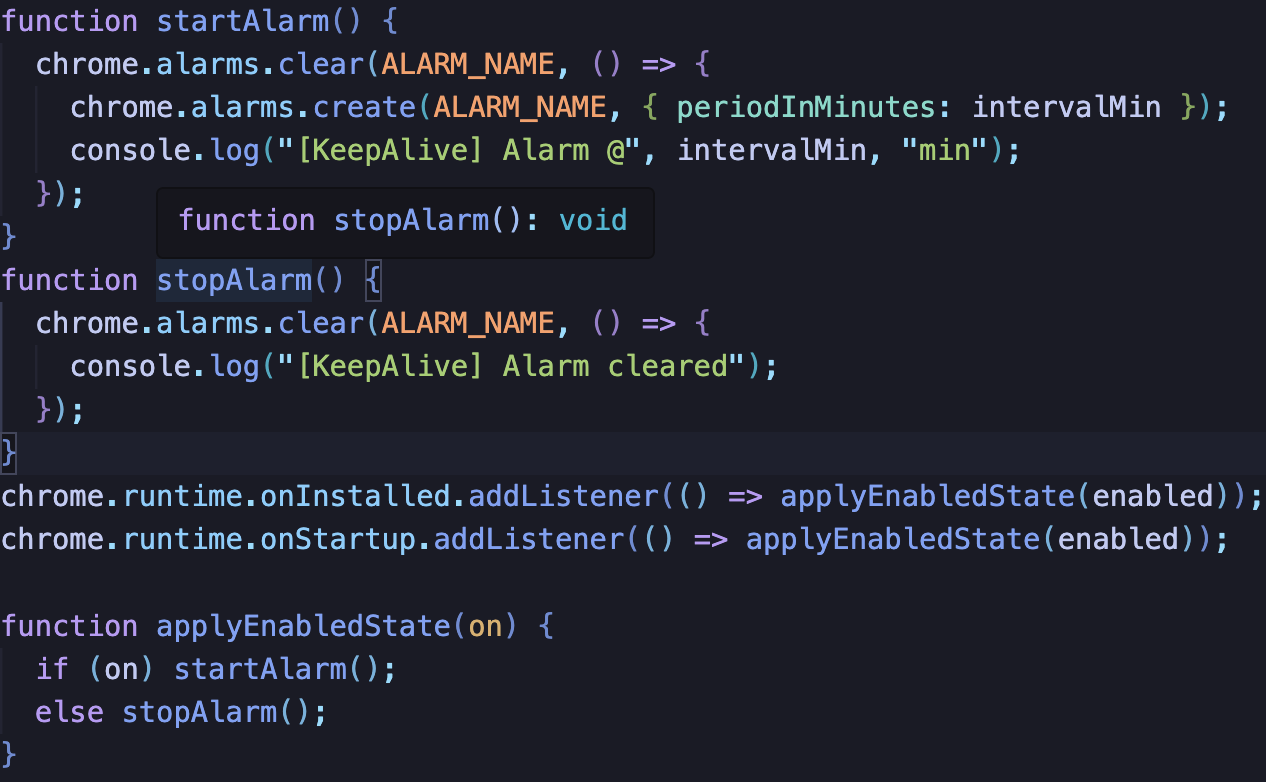 function startAlarm() {
  chrome.alarms.clear(ALARM_NAME, () => {
    chrome.alarms.create(ALARM_NAME, { periodInMinutes: intervalMin });
    console.log("[KeepAlive] Alarm @", intervalMin, "min");
  });
function stopAlarm(): void
}
function stopAlarm() {
  chrome.alarms.clear(ALARM_NAME, () => {
    console.log("[KeepAlive] Alarm cleared");
  });
}
chrome.runtime.onInstalled.addListener(() => applyEnabledState(enabled));
chrome.runtime.onStartup.addListener(() => applyEnabledState(enabled));

function applyEnabledState(on) {
  if (on) startAlarm();
  else stopAlarm();
}